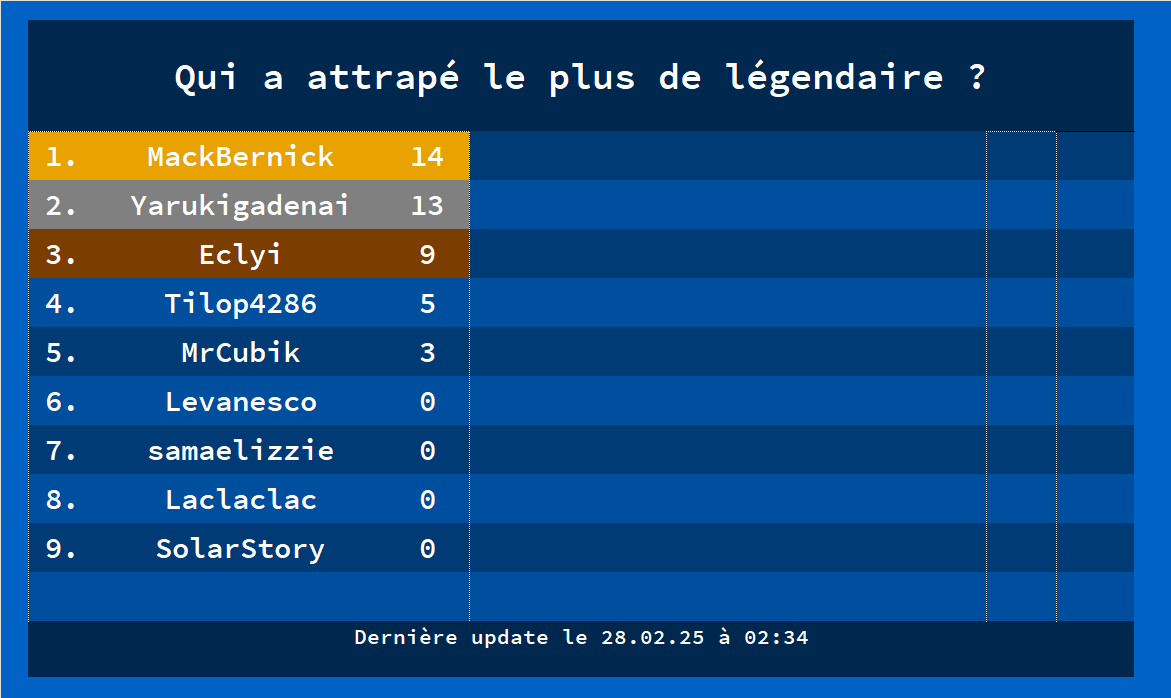 Qui a attrapé le plus de légendaire ?
1. MackBernick 14
2. Yarukigadenai 13
3. Eclyi 9
4. Tilop4286 5
5. MrCubik 3
6. Levanesco 0
7. samaelizzie 0
8. Laclaclac 0
9. SolarStory 0
Dernière update le 28.02.25 à 02:34